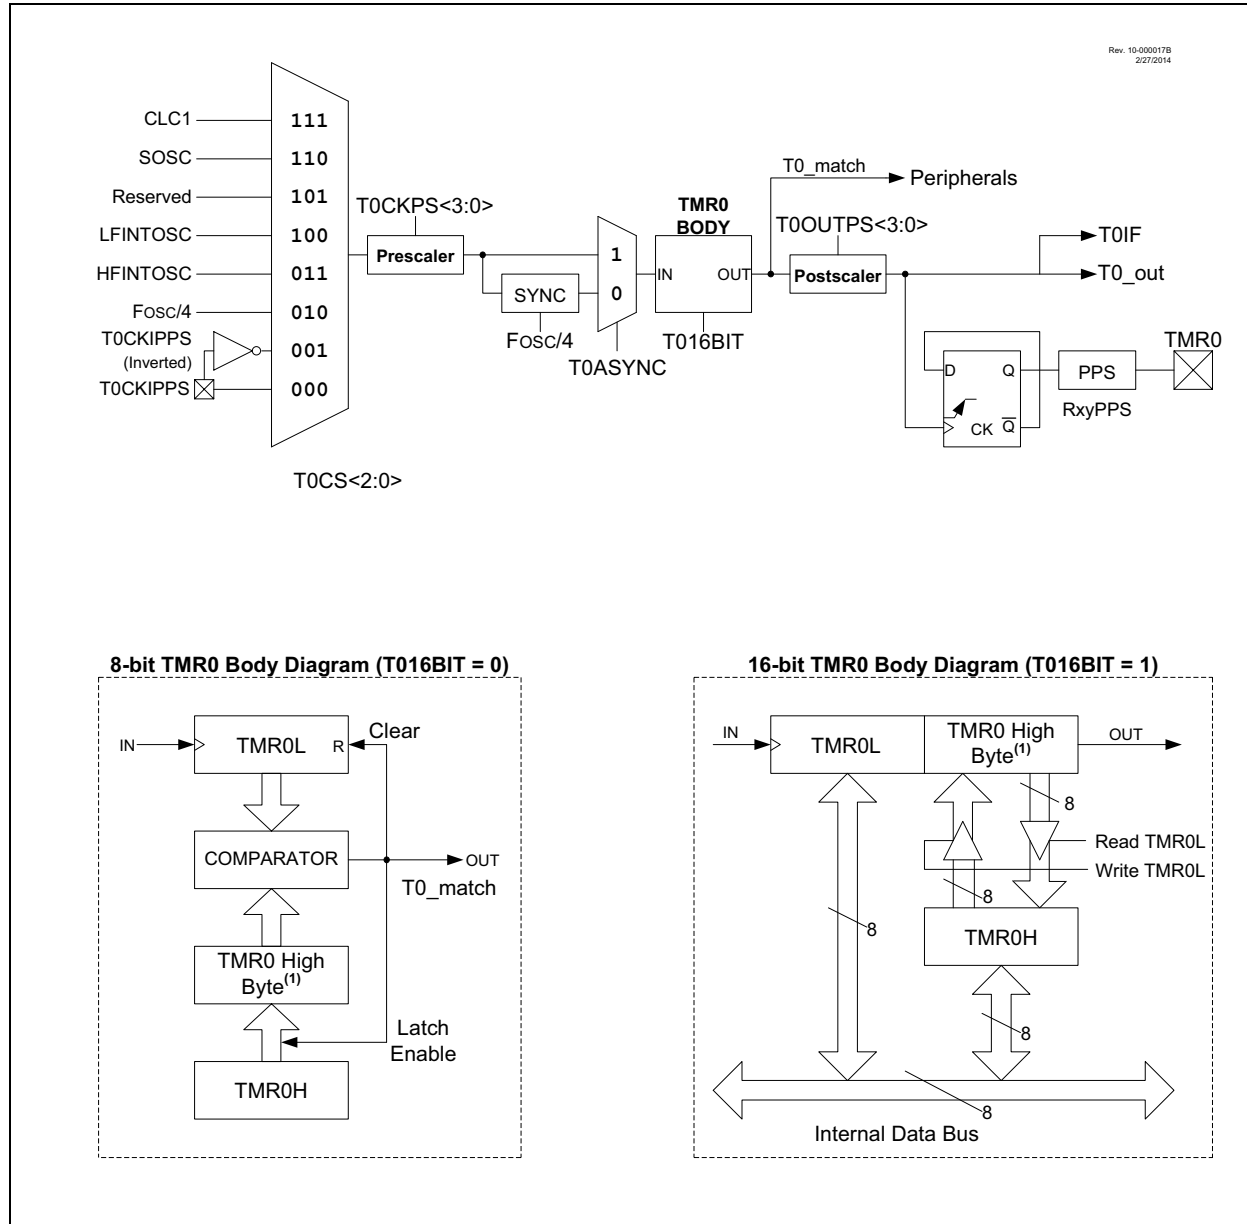 Rev. 10-000017B
2/27/2014
CLC1
111
SOSC
110
Reserved
101
LFINTOSC
100
HFINTOSC
011
FOSC/4
010
T0CKIPPS
(Inverted)
001
T0CKIPPS
000
T0CS<2:0>
T0CKPS<3:0>
Prescaler
SYNC
FOSC/4
1
0
T0ASYNC
TMR0
BODY
IN
OUT
T016BIT
T0_match
Peripherals
T0OUTPS<3:0>
Postscaler
T0IF
T0_out
D
Q
CK
Q
PPS
RxyPPS
TMR0
8-bit TMR0 Body Diagram (T016BIT = 0)
IN
TMR0L
R
Clear
COMPARATOR
OUT
T0_match
TMR0 High
Byte(1)
Latch
Enable
TMR0H
16-bit TMR0 Body Diagram (T016BIT = 1)
IN
TMR0L
TMR0 High
Byte(1)
OUT
8
Read TMR0L
Write TMR0L
8
8
TMR0H
8
8
Internal Data Bus